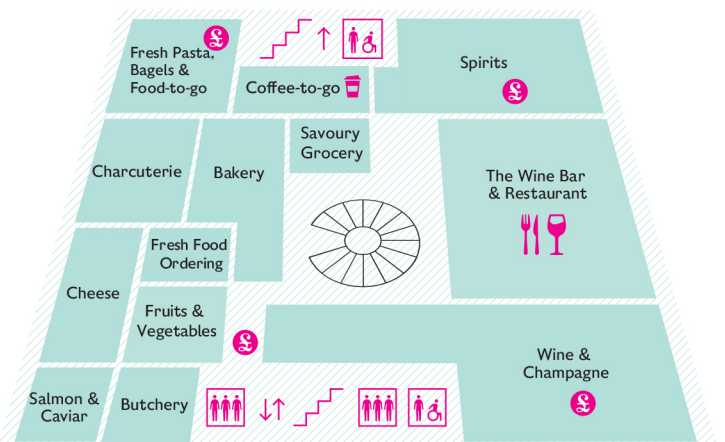 Fresh Pasta,
Bagels &
Food-to-go
£
Coffee-to-go
Spirits
£
Charcuterie
Bakery
Savoury
Grocery
The Wine Bar
& Restaurant
Fresh Food
Ordering
Cheese
Fruits &
Vegetables
£
Wine &
Champagne
£
Salmon &
Caviar
Butchery